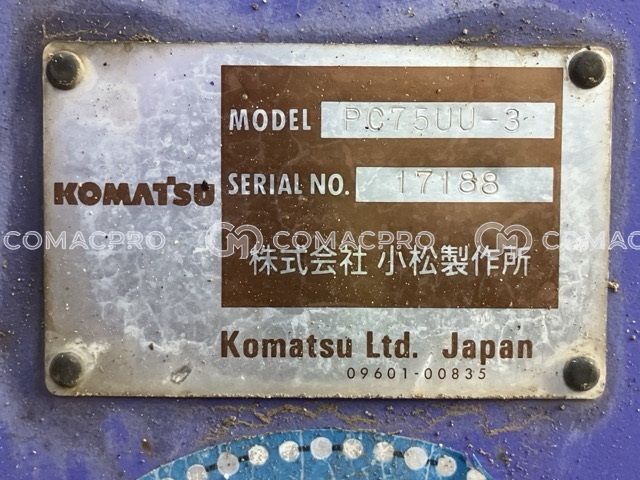 MODEL PC75UU-3
KOMATSU
SERIAL NO. 17188
COMACPRO COMACPRO COMAC
株式会社 小松製作所
Komatsu Ltd. Japan
09601-00835